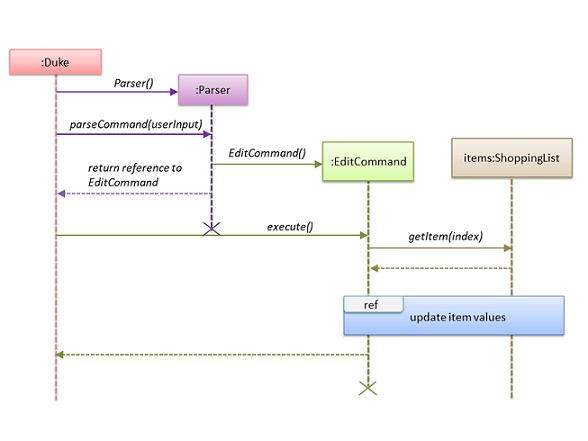 :Duke
Parser()
:Parser
parseCommand(userInput)
EditCommand()
:EditCommand
items:ShoppingList
return reference to
EditCommand
execute()
getItem(index)
ref
update item values